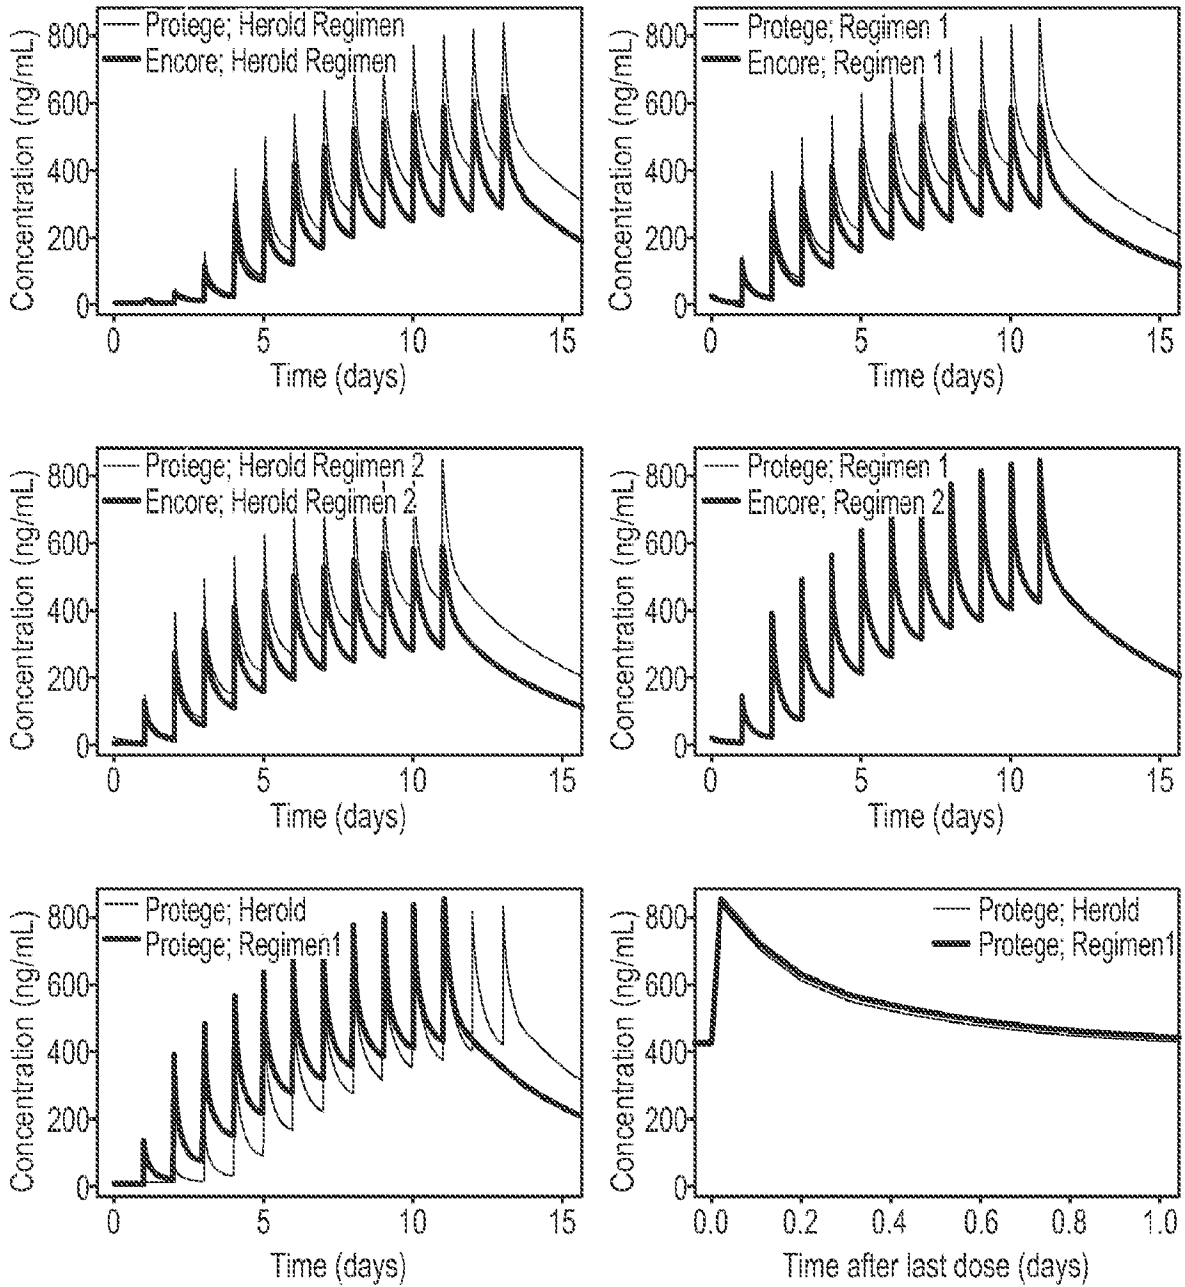 Protege; Herold Regimen
Encore; Herold Regimen
Concentration (ng/mL)
800
600
400
200
0
0 5 10 15
Time (days)
Protege; Regimen 1
Encore; Regimen 1
Concentration (ng/mL)
800
600
400
200
0
0 5 10 15
Time (days)
Protege; Herold Regimen 2
Encore; Herold Regimen 2
Concentration (ng/mL)
800
600
400
200
0
0 5 10 15
Time (days)
Protege; Regimen 1
Encore; Regimen 2
Concentration (ng/mL)
800
600
400
200
0
0 5 10 15
Time (days)
Protege; Herold
Protege; Regimen1
Concentration (ng/mL)
800
600
400
200
0
0 5 10 15
Time (days)
Protege; Herold
Protege; Regimen1
Concentration (ng/mL)
800
600
400
200
0
0.0 0.2 0.4 0.6 0.8 1.0
Time after last dose (days)